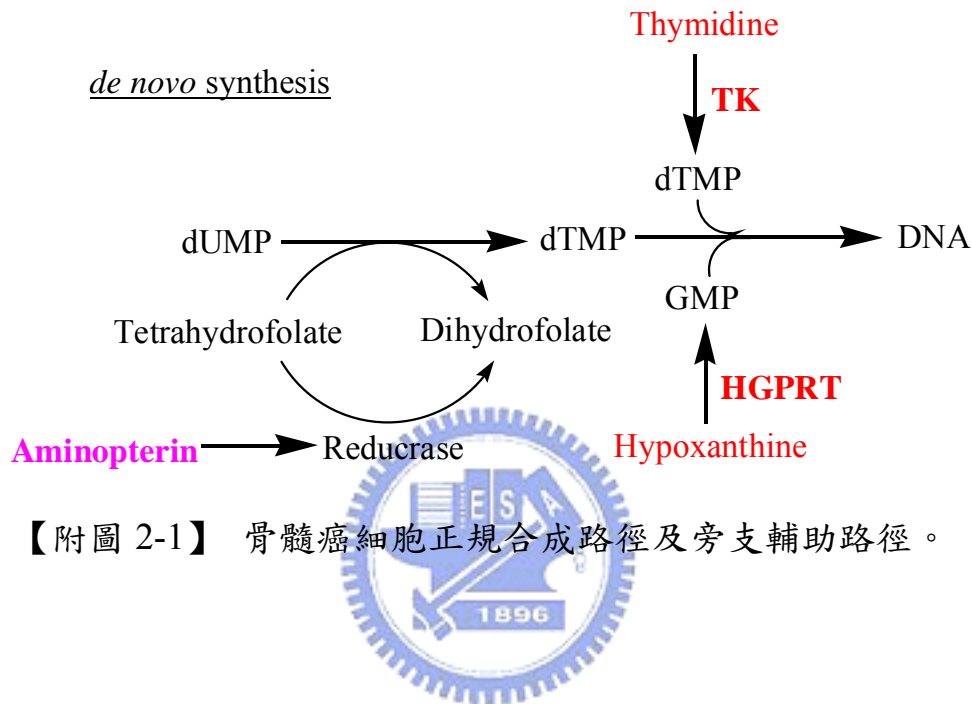 Thymidine
de novo synthesis
TK
dTMP
dUMP
dTMP
DNA
GMP
Tetrahydrofolate
Dihydrofolate
HGPRT
Aminopterin
Reducrase
Hypoxanthine
E S A
【附圖 2-1】 骨髓癌細胞正規合成路徑及旁支輔助路徑。
1896